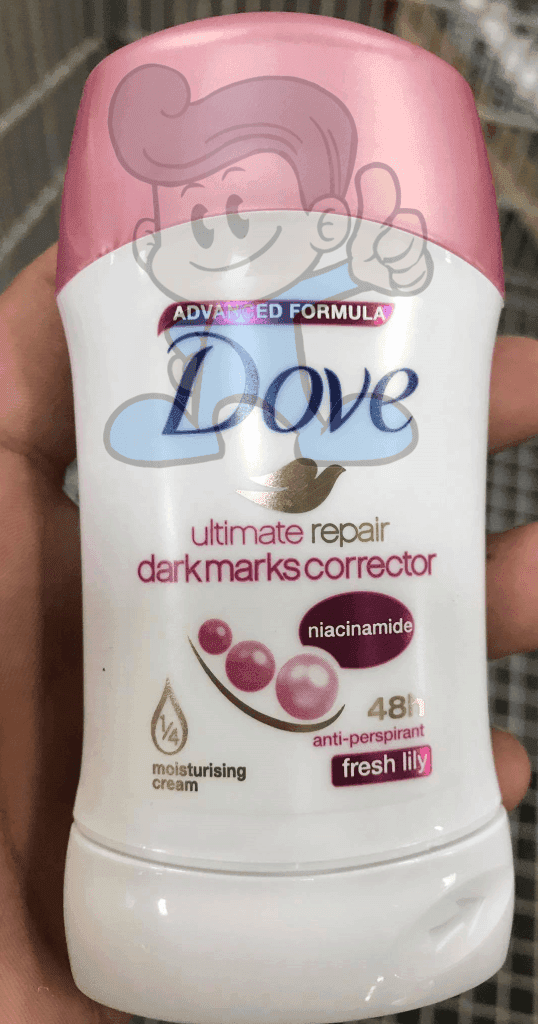 ADVANCED FORMULA
Dove
ultimate repair
darkmarkscorrector
niacinamide
48h
anti-perspirant
fresh lily
1/4
moisturising
cream